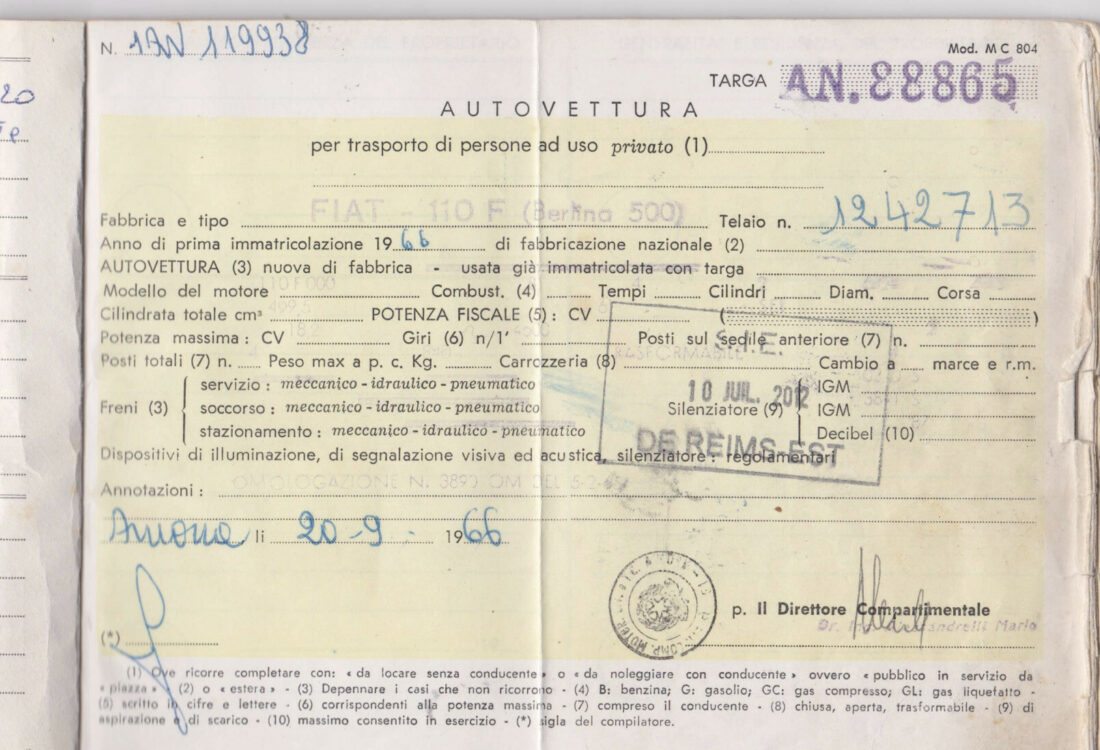 N. 1AN 119938
Mod. M C 804
20
TARGA AN. 88865
AUTOVETTURA
per trasporto di persone ad uso privato (1)
FIAT - 110 F (Berlina 500)
Fabbrica e tipo Telaio n. 1242713
Anno di prima immatricolazione 1966 di fabbricazione nazionale (2)
AUTOVETTURA (3) nuova di fabbrica - usata già immatricolata con targa
Modello del motore Combust. (4) Tempi Cilindri Diam. Corsa
110 F 000
Cilindrata totale cm³ POTENZA FISCALE (5) : CV ( )
499,5
Potenza massima : CV Giri (6) n/1' Posti sul sedile anteriore (7) n.
18,2
S.I.E.
Posti totali (7) n. Peso max a p. c. Kg. Carrozzeria (8) Cambio a marce e r.m.
TRASFORMABILE
Freni (3)
servizio : meccanico - idraulico - pneumatico
soccorso : meccanico - idraulico - pneumatico
stazionamento : meccanico - idraulico - pneumatico
10 JUIL. 2012
Silenziatore (9)
IGM
IGM
Decibel (10)
DE REIMS-EST
Dispositivi di illuminazione, di segnalazione visiva ed acustica, silenziatore : regolamentari
OMOLOGAZIONE N. 3890 OM DEL
Annotazioni :
Ancona li 20 - 9 - 1966
p. Il Direttore Compartimentale
(*)
(1) Ove ricorre completare con: « da locare senza conducente » o « da noleggiare con conducente » ovvero « pubblico in servizio da
« piazza » (2) o « estera » - (3) Depennare i casi che non ricorrono - (4) B: benzina; G: gasolio; GC: gas compresso; GL: gas liquefatto -
(5) scritto in cifre e lettere - (6) corrispondenti alla potenza massima - (7) compreso il conducente - (8) chiusa, aperta, trasformabile - (9) di
aspirazione e di scarico - (10) massimo consentito in esercizio - (*) sigla del compilatore.